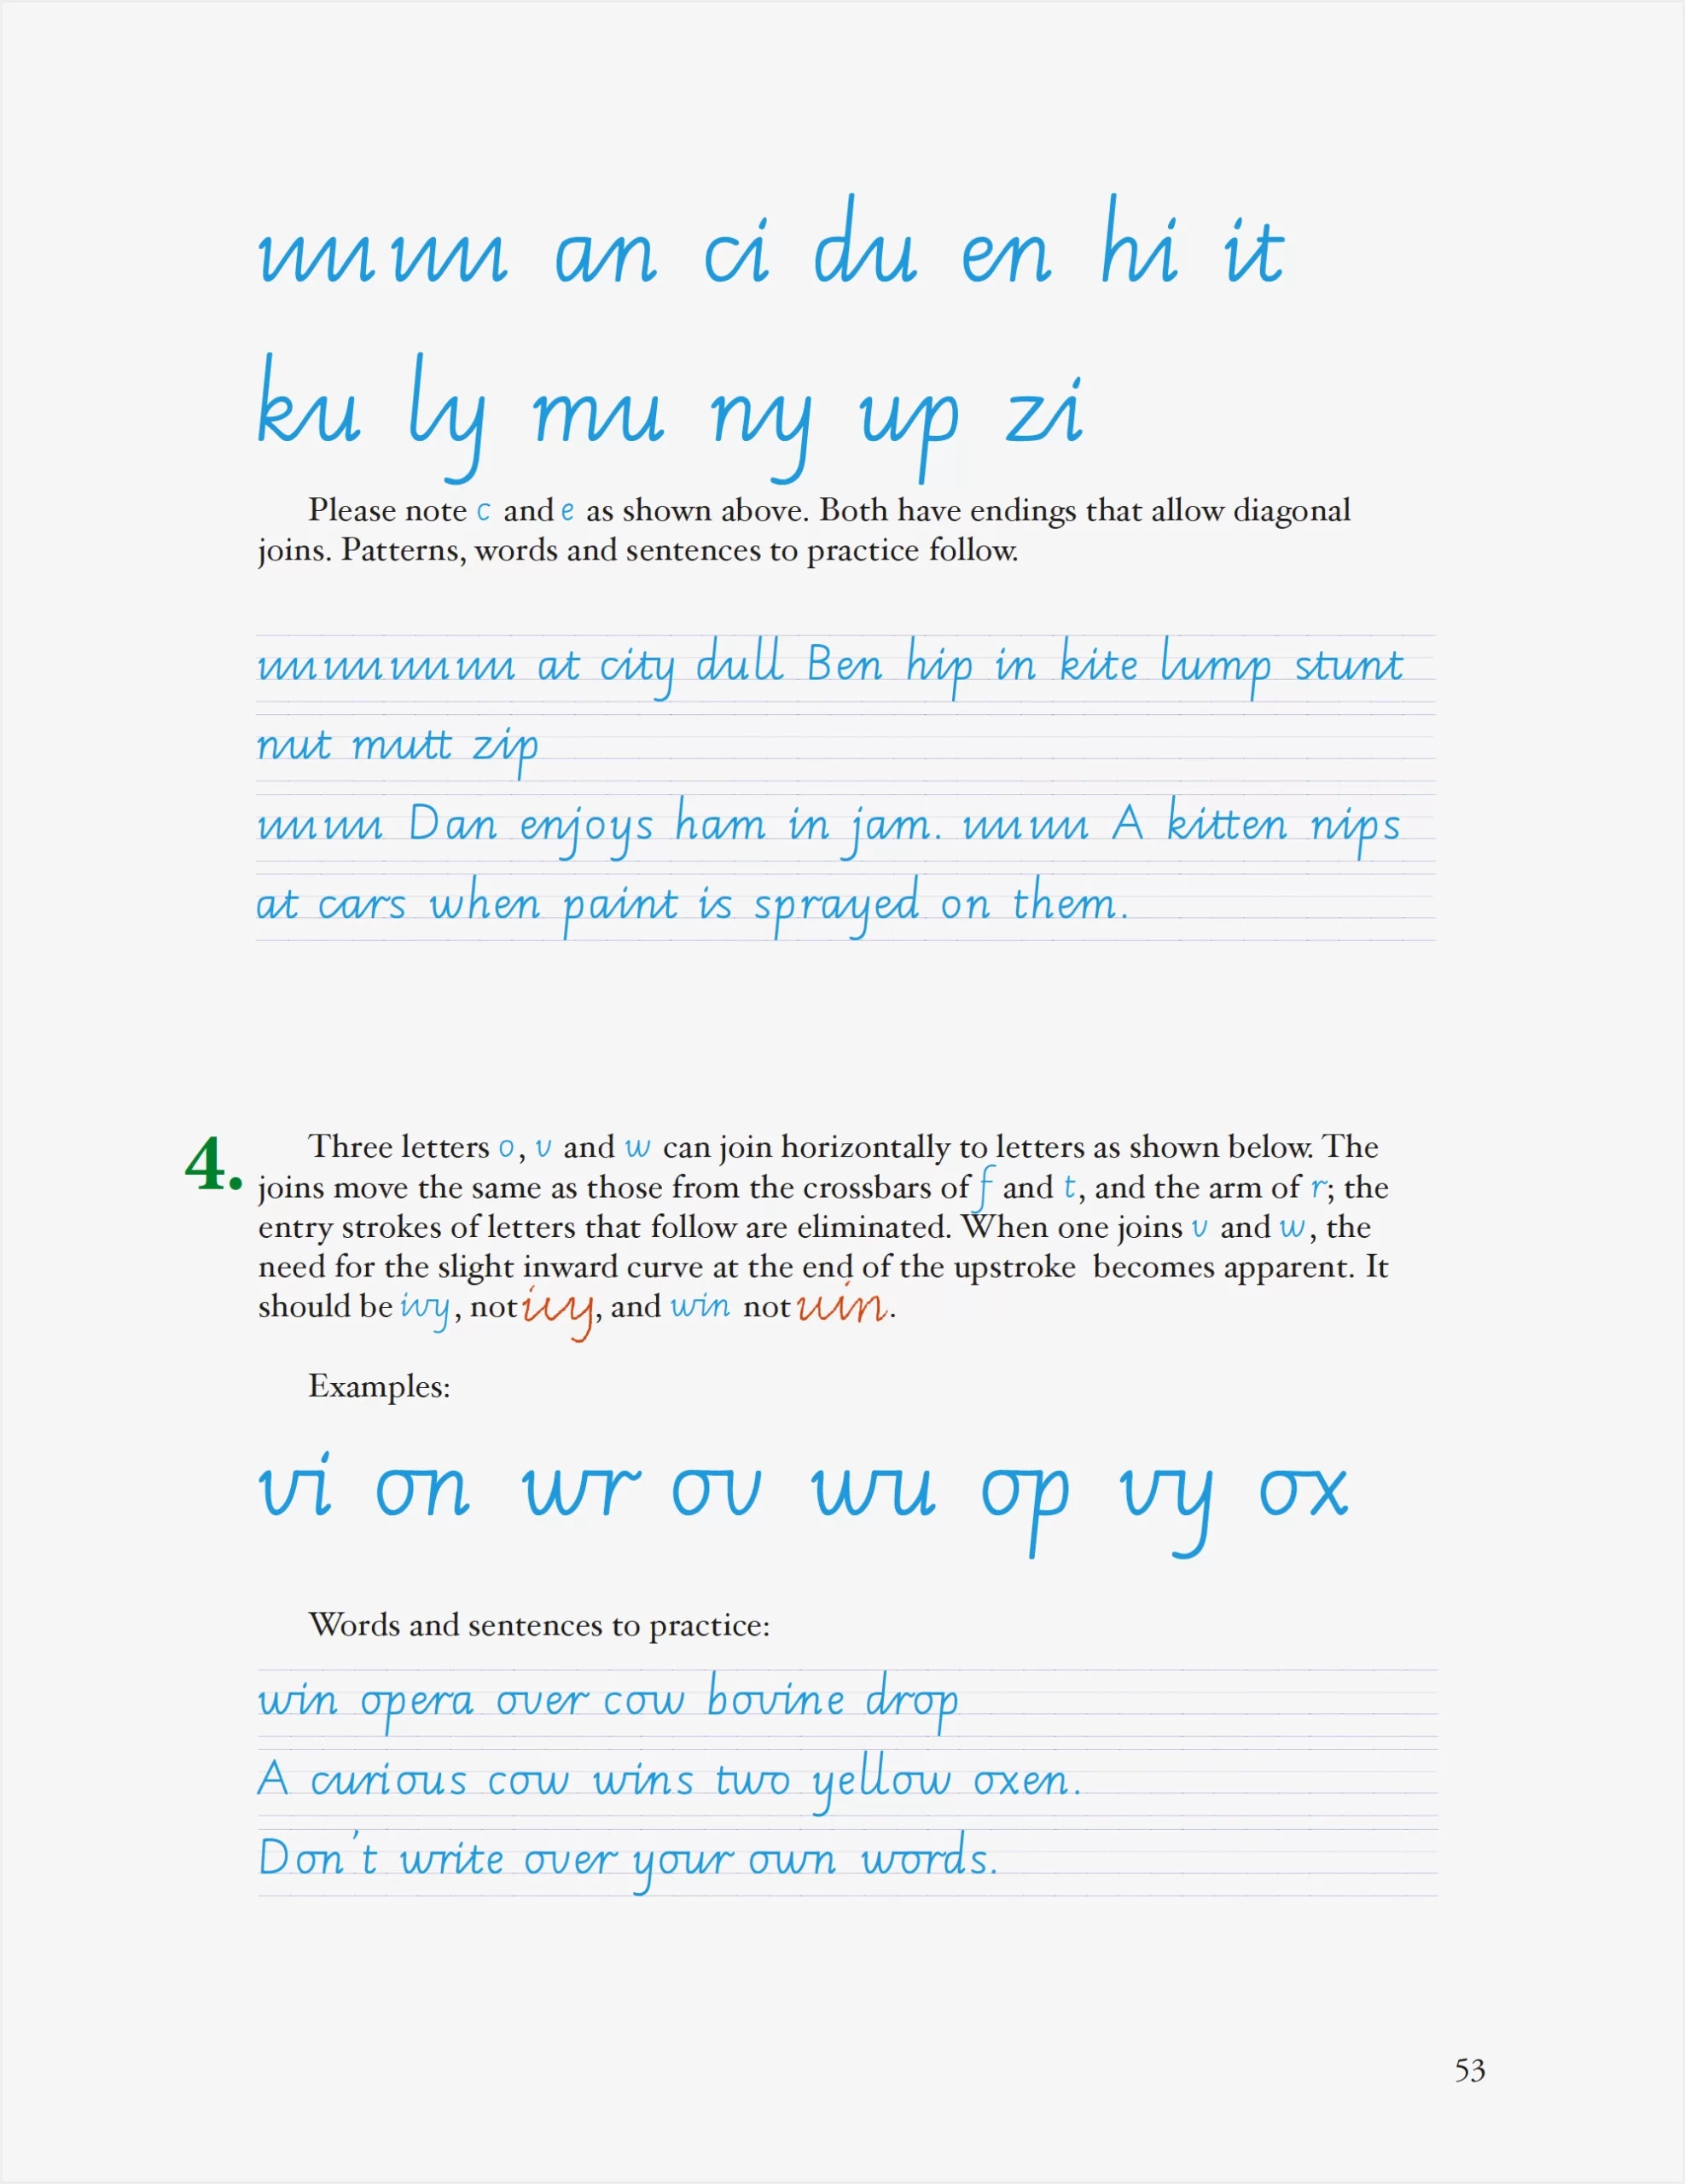 an ci du en hi it
ku ly mu ny up zi
Please note c and e as shown above. Both have endings that allow diagonal
joins. Patterns, words and sentences to practice follow.
at city dull Ben hip in kite lump stunt
nut mutt zip
Dan enjoys ham in jam. A kitten nips
at cars when paint is sprayed on them.
4. Three letters o, v and w can join horizontally to letters as shown below. The
joins move the same as those from the crossbars of f and t, and the arm of r; the
entry strokes of letters that follow are eliminated. When one joins v and w, the
need for the slight inward curve at the end of the upstroke becomes apparent. It
should be ivy, not iuy, and win not uin.
Examples:
vi on wr ov wu op vy ox
Words and sentences to practice:
win opera over cow bovine drop
A curious cow wins two yellow oxen.
Don't write over your own words.
53